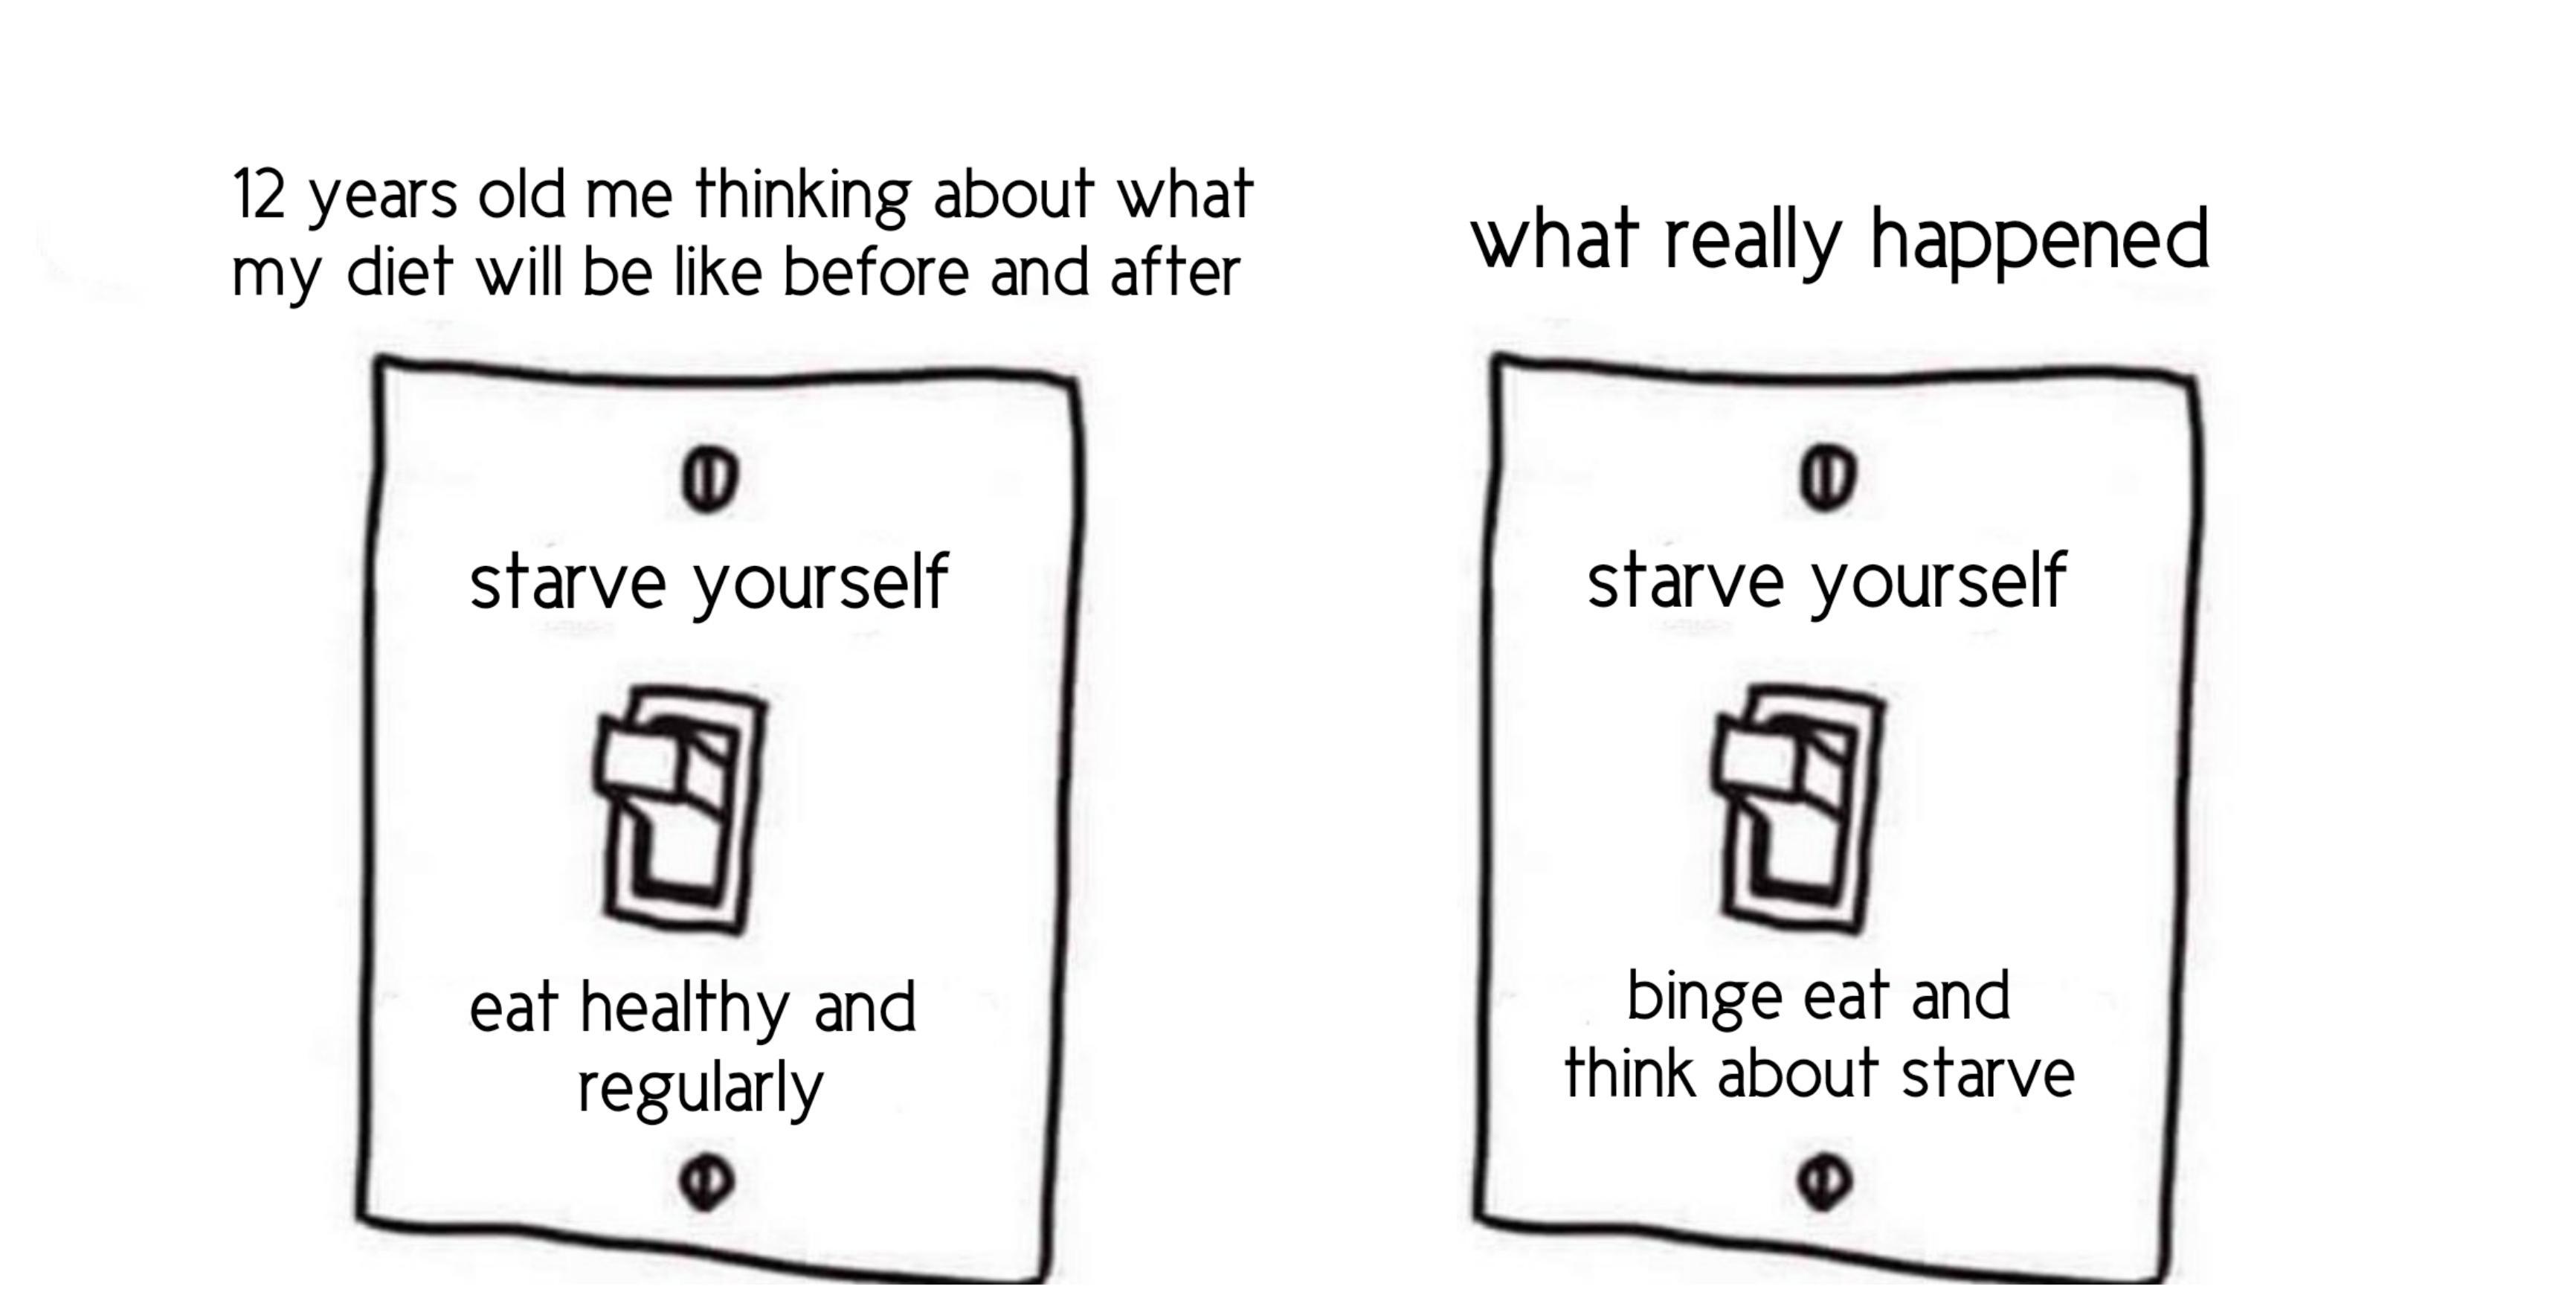 12 years old me thinking about what
my diet will be like before and after
starve yourself
eat healthy and
regularly
what really happened
starve yourself
binge eat and
think about starve